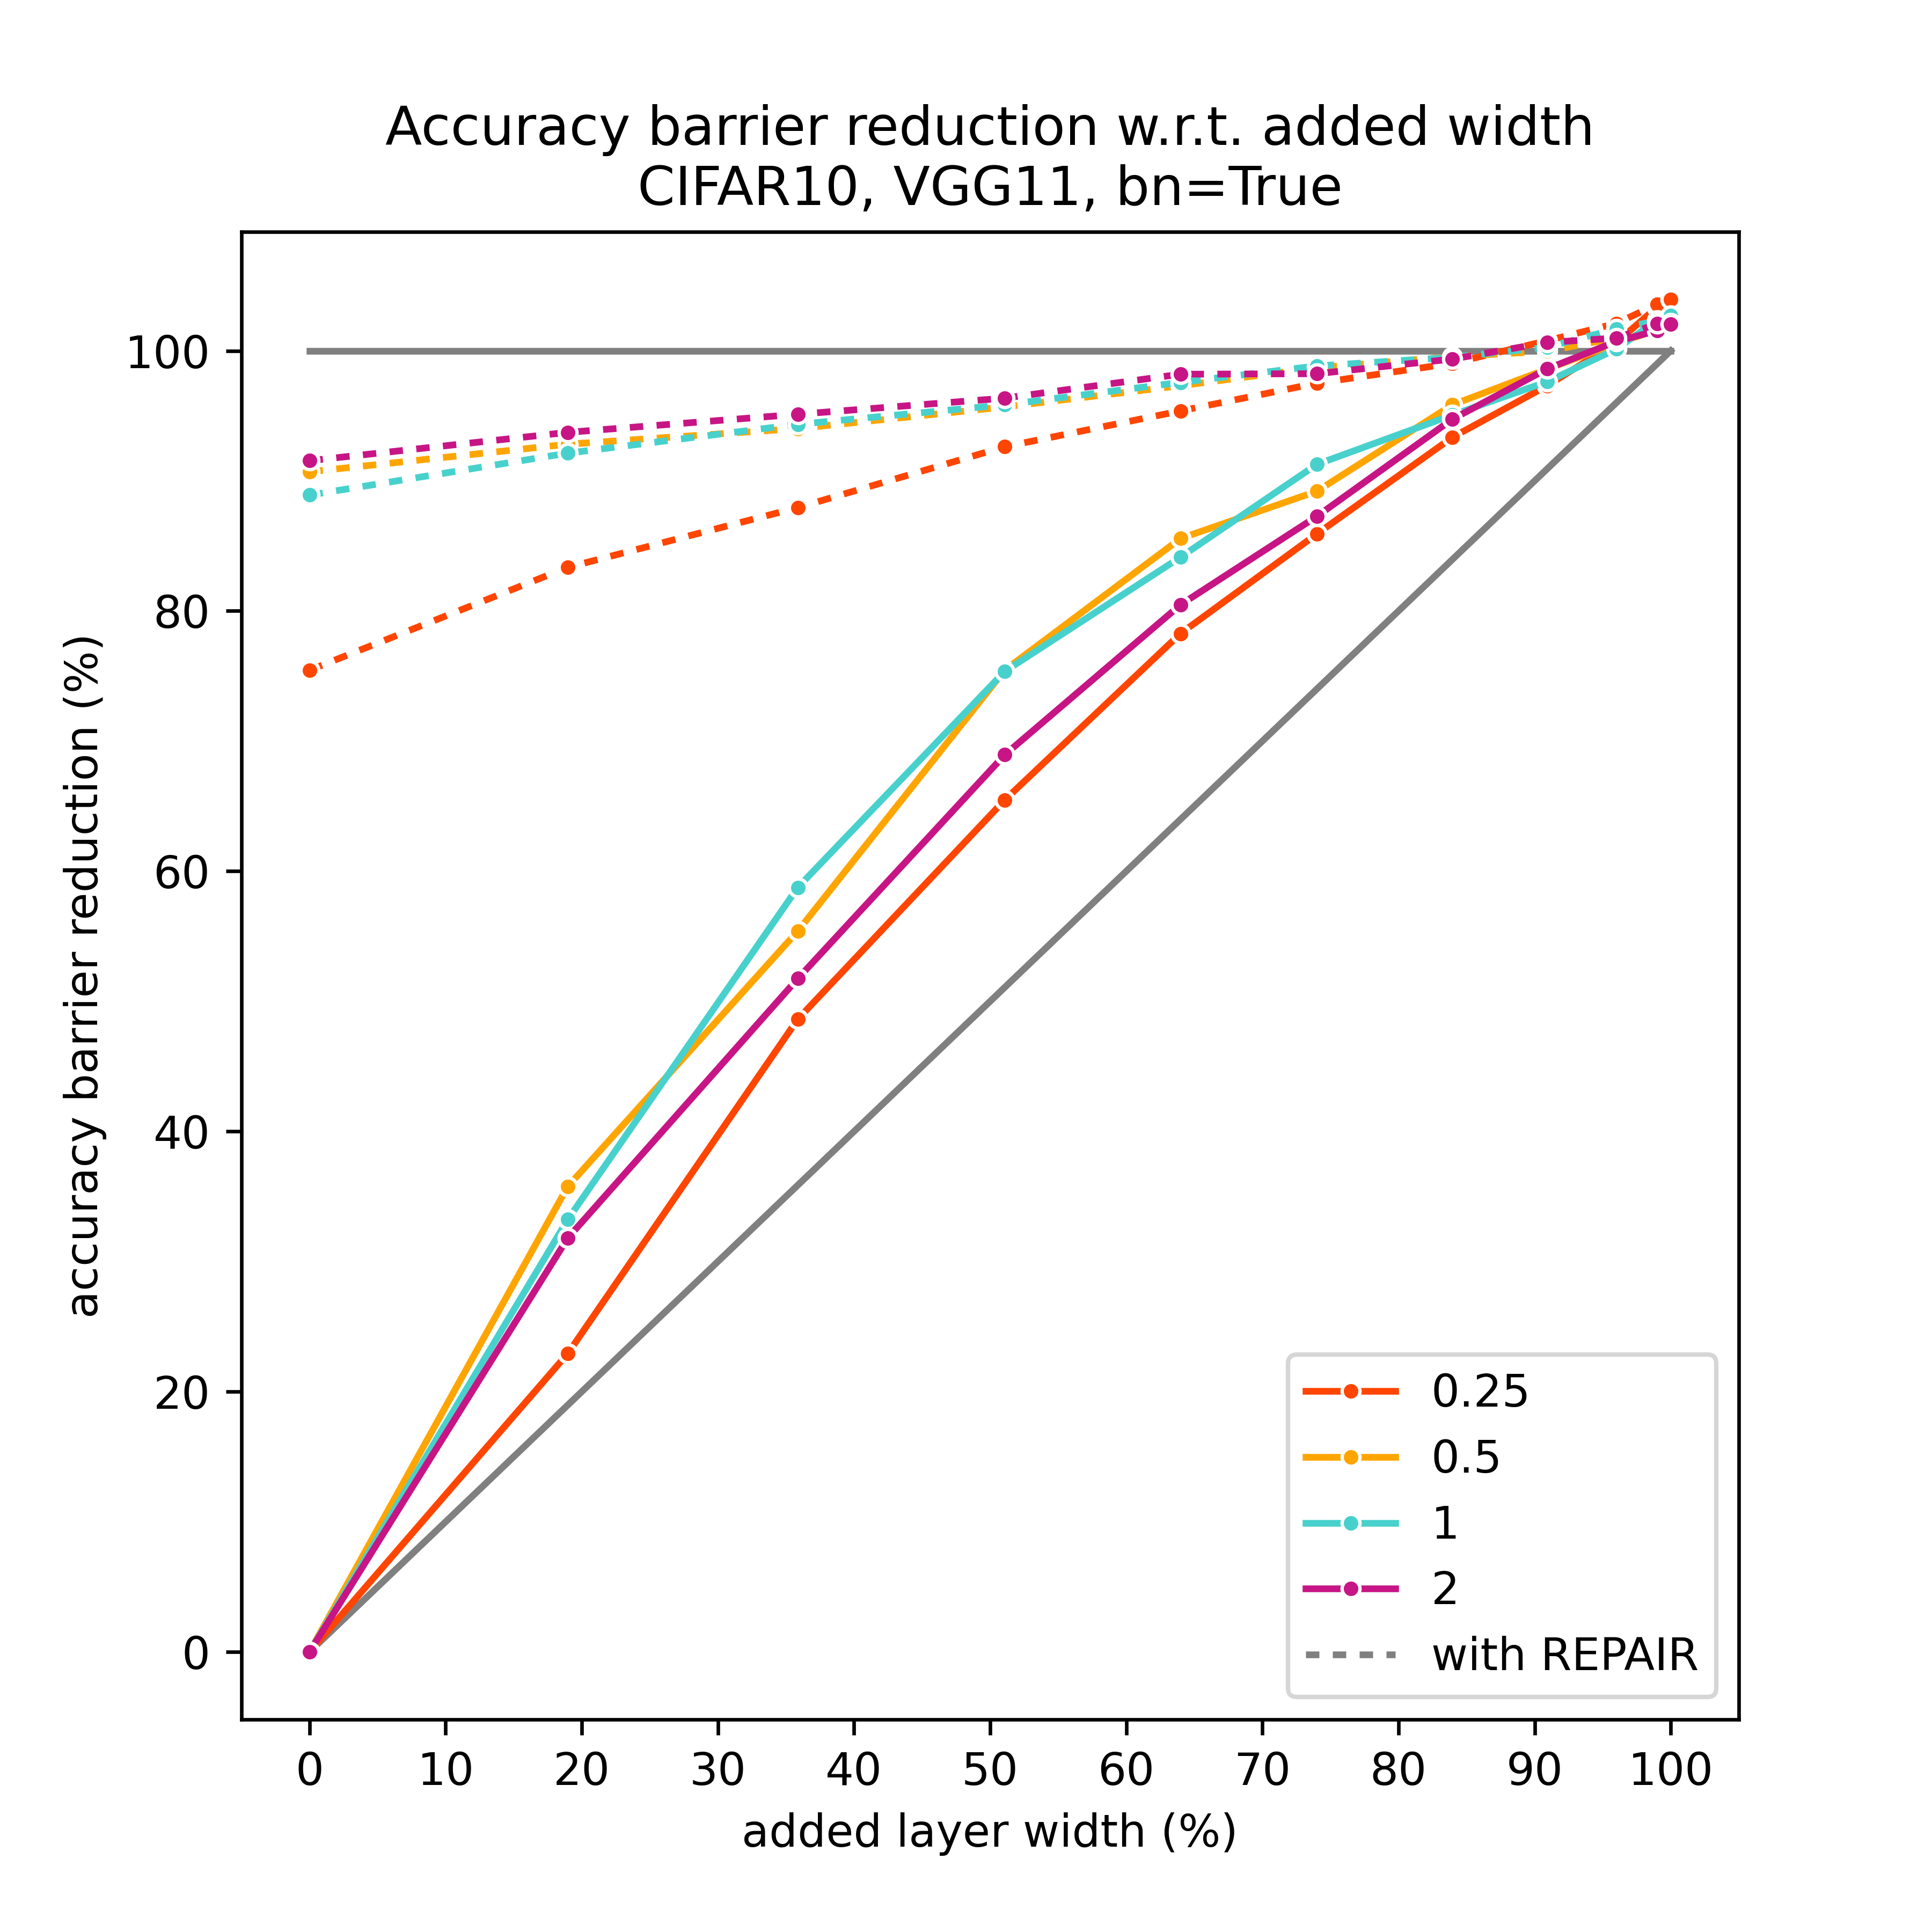 Accuracy barrier reduction w.r.t. added width
CIFAR10, VGG11, bn=True
accuracy barrier reduction (%)
100
80
60
40
20
0
0 10 20 30 40 50 60 70 80 90 100
added layer width (%)
0.25
0.5
1
2
with REPAIR